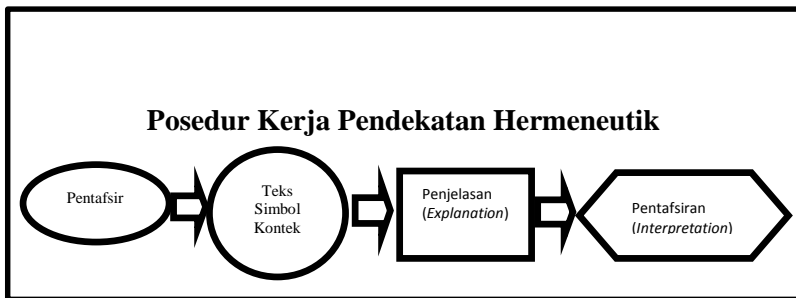 Posedur Kerja Pendekatan Hermeneutik
Pentafsir
Teks
Simbol
Kontek
Penjelasan
(Explanation)
Pentafsiran
(Interpretation)